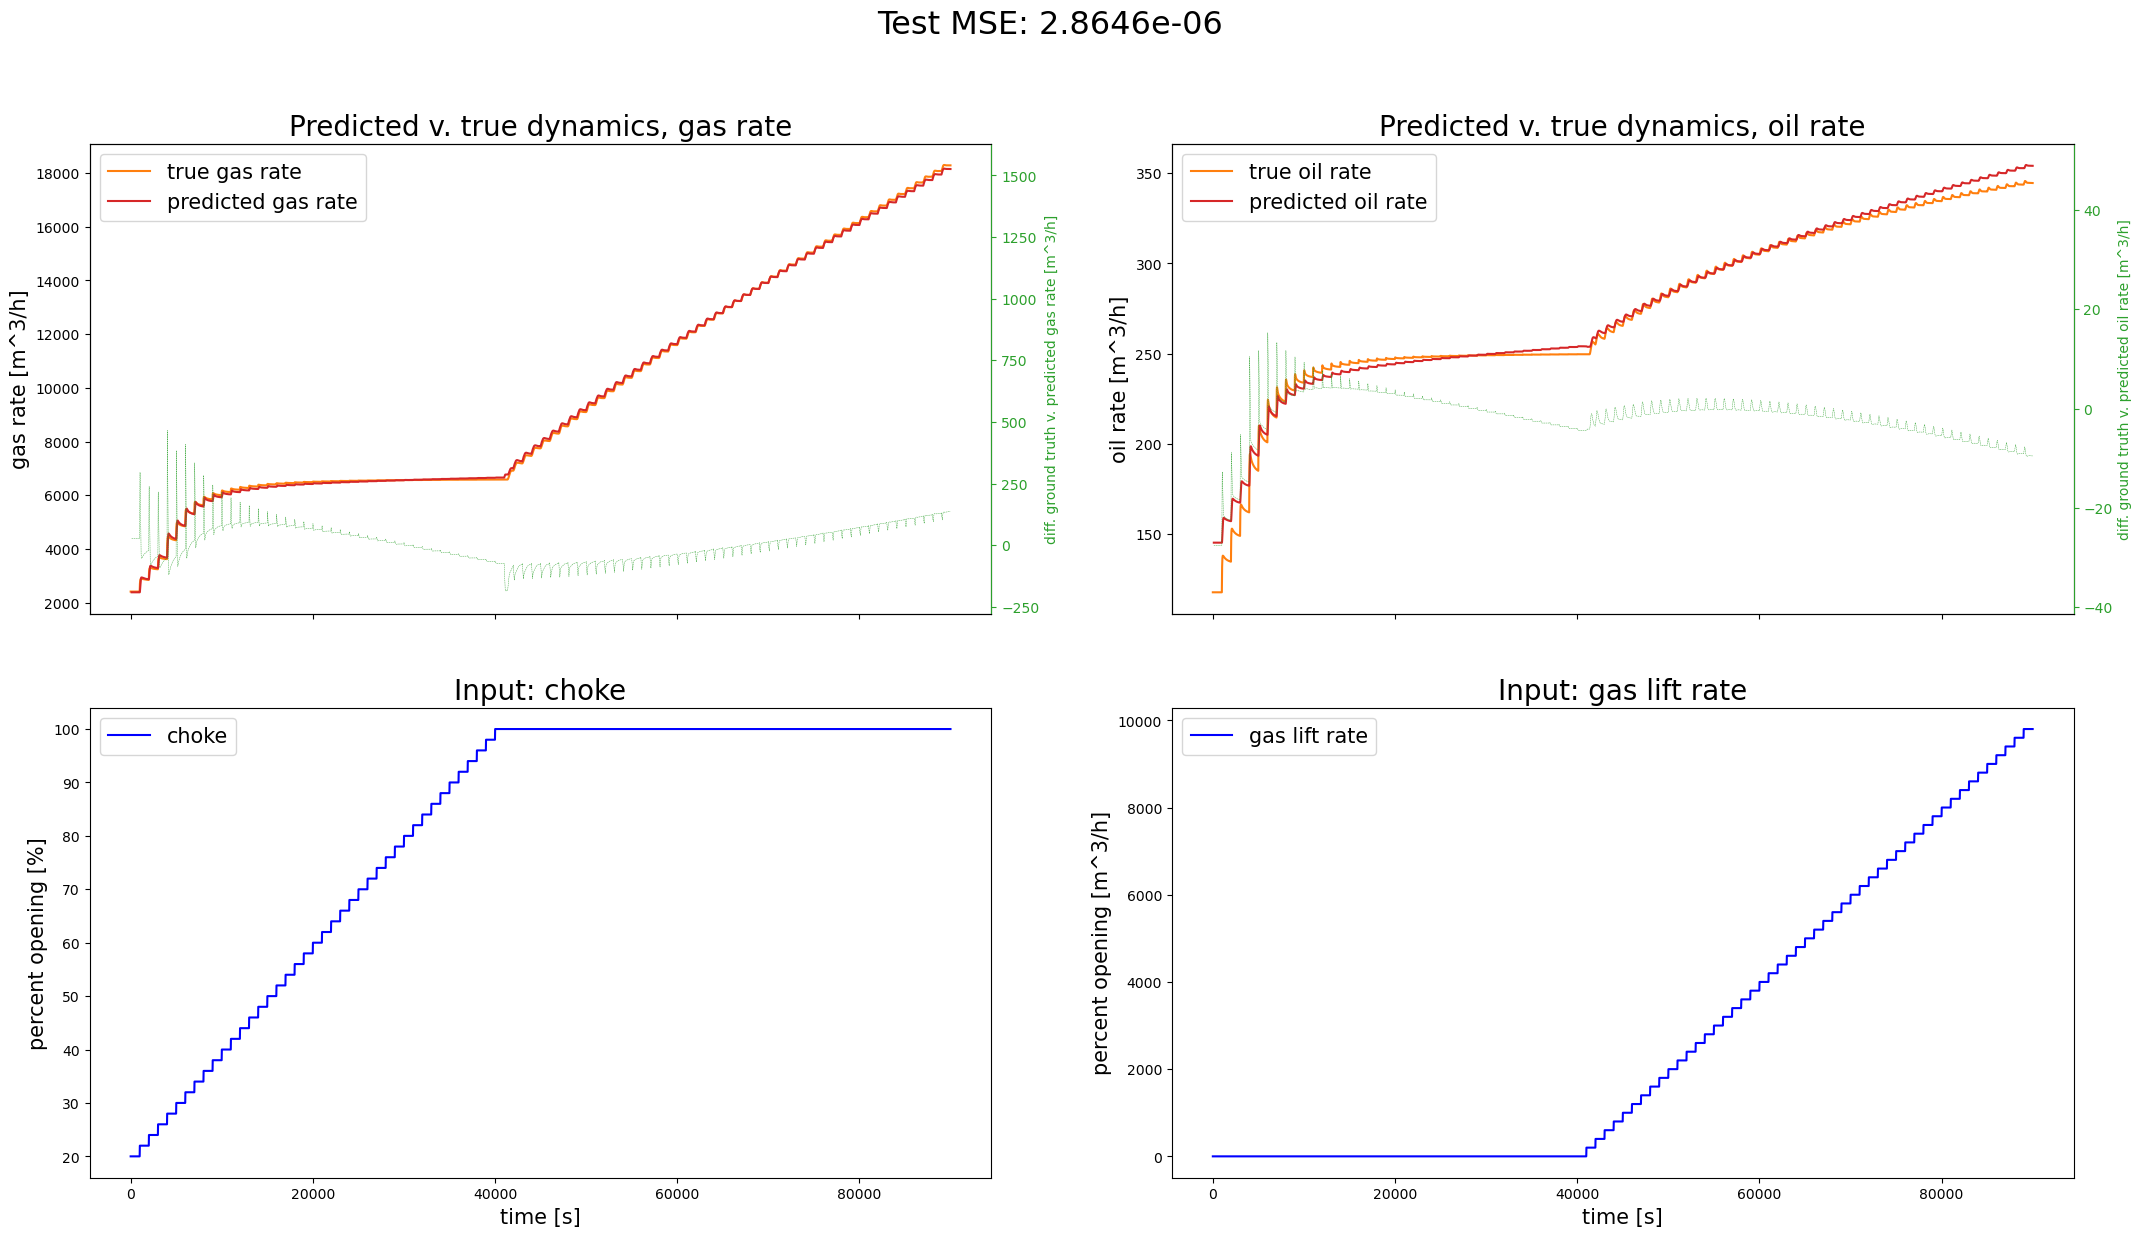 Test MSE: 2.8646e-06
Predicted v. true dynamics, gas rate
true gas rate
predicted gas rate
gas rate [m^3/h]
18000
16000
14000
12000
10000
8000
6000
4000
2000
1500
1250
1000
750
500
250
0
−250
diff. ground truth v. predicted gas rate [m^3/h]
Predicted v. true dynamics, oil rate
true oil rate
predicted oil rate
oil rate [m^3/h]
350
300
250
200
150
40
20
0
−20
−40
diff. ground truth v. predicted oil rate [m^3/h]
Input: choke
choke
percent opening [%]
100
90
80
70
60
50
40
30
20
0
20000
40000
60000
80000
time [s]
Input: gas lift rate
gas lift rate
percent opening [m^3/h]
10000
8000
6000
4000
2000
0
0
20000
40000
60000
80000
time [s]